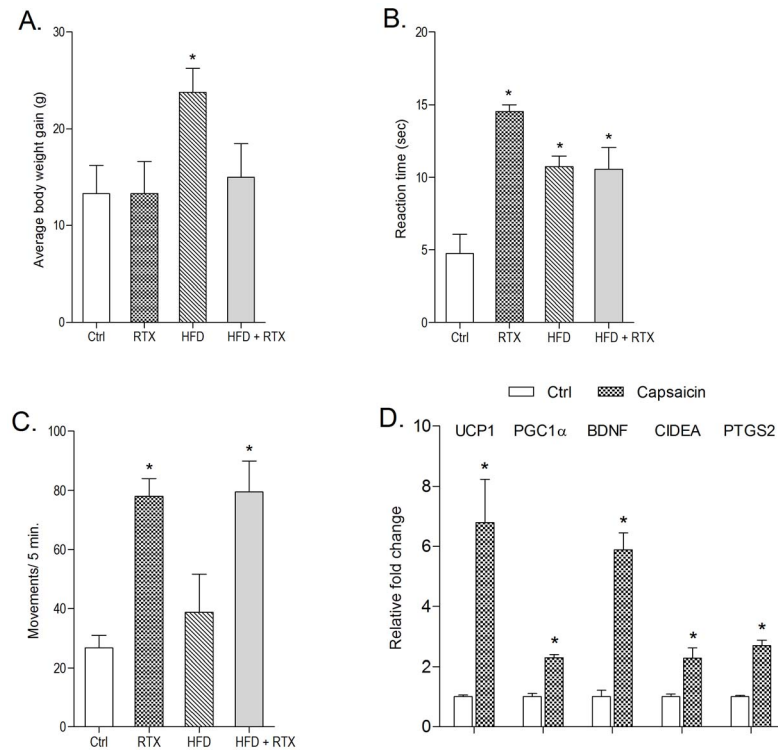 A.
30
20
10
0
Average body weight gain (g)
*
Ctrl RTX HFD HFD + RTX
B.
20
15
10
5
0
Reaction time (sec)
* * *
Ctrl RTX HFD HFD + RTX
C.
100
80
60
40
20
0
Movements/ 5 min.
* *
Ctrl RTX HFD HFD + RTX
Ctrl Capsaicin
D.
10
8
6
4
2
0
Relative fold change
UCP1 PGC1α BDNF CIDEA PTGS2
* * * * *